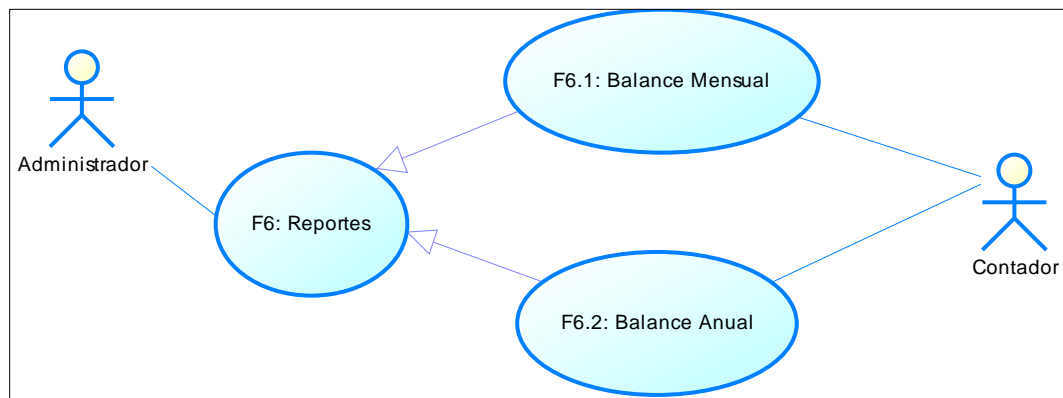 F6.1: Balance Mensual
Administrador
F6: Reportes
Contador
F6.2: Balance Anual